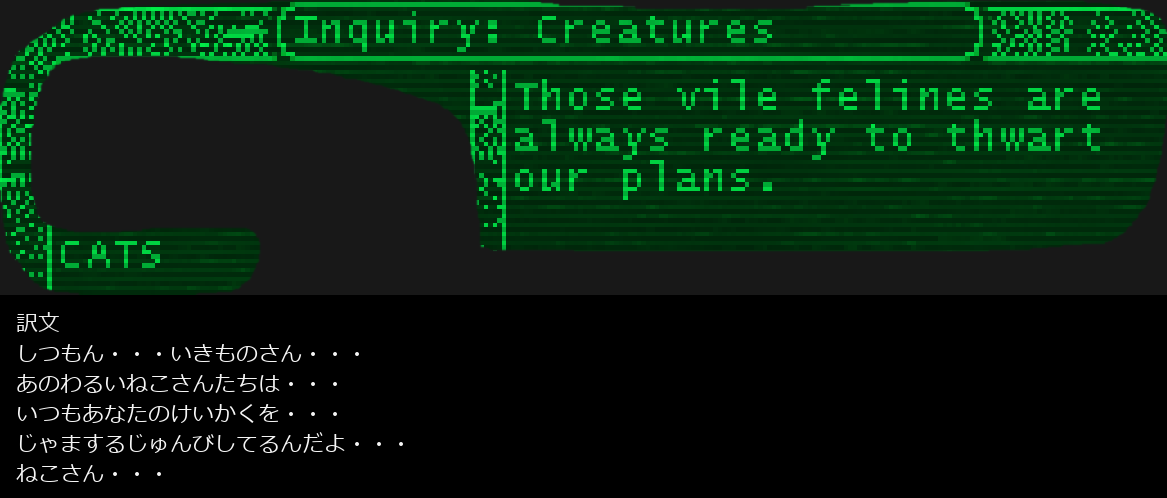 Inquiry: Creatures
Those vile felines are
always ready to thwart
our plans.
CATS
訳文
しつもん・・・いきものさん・・・
あのわるいねこさんたちは・・・
いつもあなたのけいかくを・・・
じゃまするじゅんびしてるんだよ・・・
ねこさん・・・